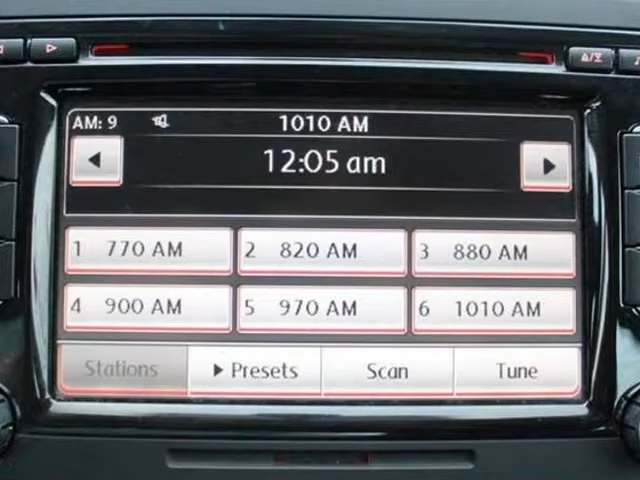 AM: 9 1010 AM
12:05 am
1 770 AM 2 820 AM 3 880 AM
4 900 AM 5 970 AM 6 1010 AM
Stations Presets Scan Tune